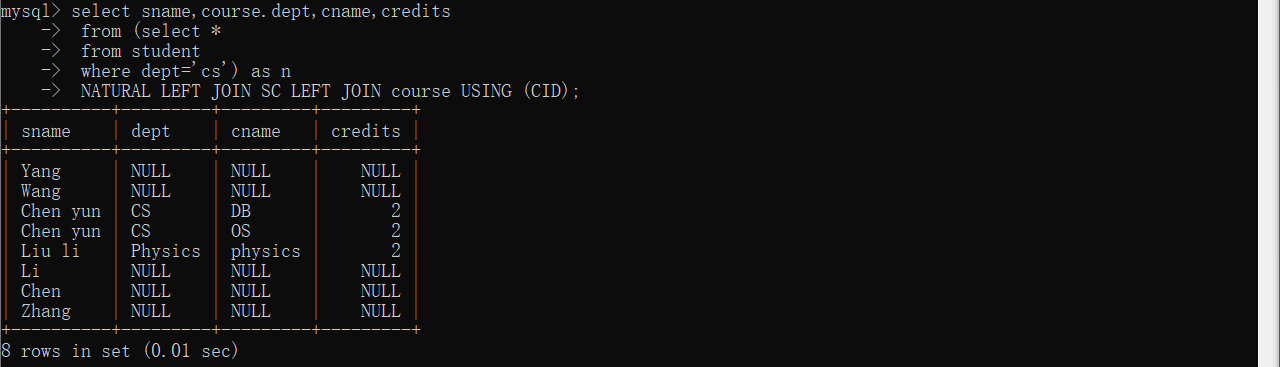 mysql> select sname,course.dept,cname,credits
    -> from (select *
    -> from student
    -> where dept='cs') as n
    -> NATURAL LEFT JOIN SC LEFT JOIN course USING (CID);
+----------+---------+---------+---------+
| sname    | dept    | cname   | credits |
+----------+---------+---------+---------+
| Yang     | NULL    | NULL    |    NULL |
| Wang     | NULL    | NULL    |    NULL |
| Chen yun | CS      | DB      |       2 |
| Chen yun | CS      | OS      |       2 |
| Liu li   | Physics | physics |       2 |
| Li       | NULL    | NULL    |    NULL |
| Chen     | NULL    | NULL    |    NULL |
| Zhang    | NULL    | NULL    |    NULL |
+----------+---------+---------+---------+
8 rows in set (0.01 sec)